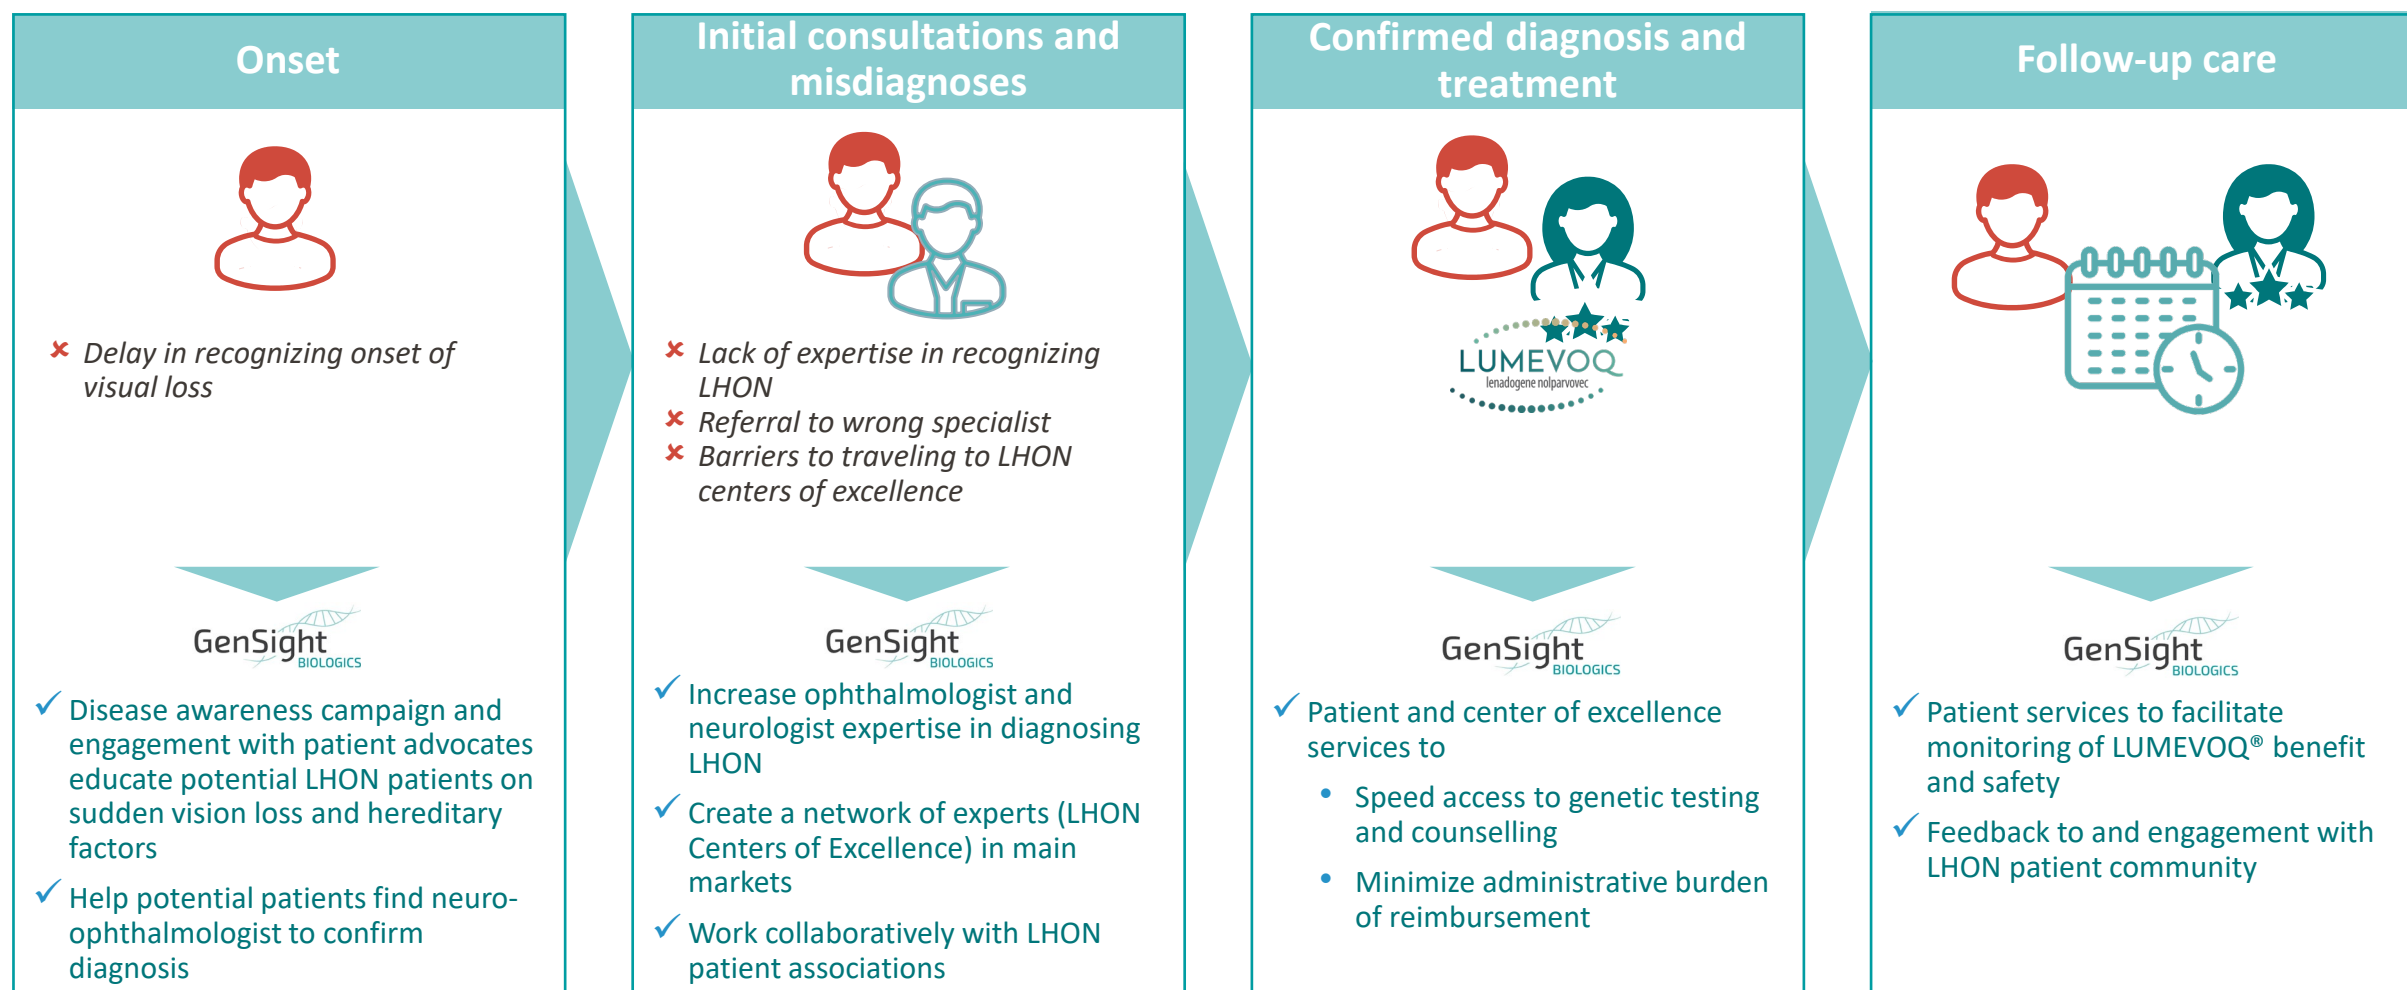 Onset
Delay in recognizing onset of
visual loss
GenSight
BIOLOGICS
Disease awareness campaign and
engagement with patient advocates
educate potential LHON patients on
sudden vision loss and hereditary
factors
Help potential patients find neuro-
ophthalmologist to confirm
diagnosis
Initial consultations and
misdiagnoses
Lack of expertise in recognizing
LHON
Referral to wrong specialist
Barriers to traveling to LHON
centers of excellence
GenSight
BIOLOGICS
Increase ophthalmologist and
neurologist expertise in diagnosing
LHON
Create a network of experts (LHON
Centers of Excellence) in main
markets
Work collaboratively with LHON
patient associations
Confirmed diagnosis and
treatment
LUMEVOQ
lenadogene nolparvovec
GenSight
BIOLOGICS
Patient and center of excellence
services to
• Speed access to genetic testing
and counselling
• Minimize administrative burden
of reimbursement
Follow-up care
GenSight
BIOLOGICS
Patient services to facilitate
monitoring of LUMEVOQ® benefit
and safety
Feedback to and engagement with
LHON patient community